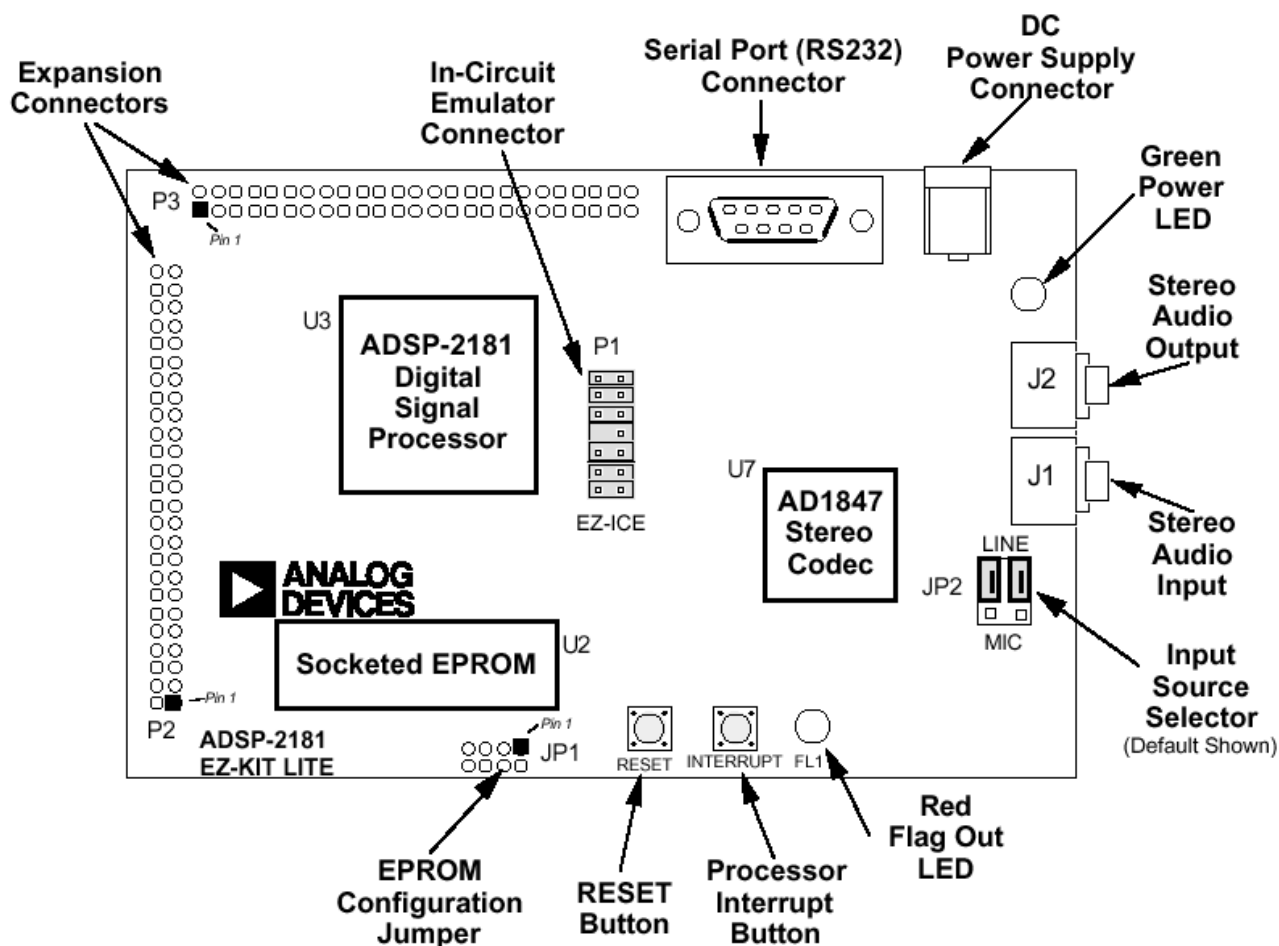 Expansion
Connectors
In-Circuit
Emulator
Connector
Serial Port (RS232)
Connector
DC
Power Supply
Connector
Green
Power
LED
P3
Pin 1
U3
ADSP-2181
Digital
Signal
Processor
P1
EZ-ICE
Stereo
Audio
Output
J2
J1
U7
AD1847
Stereo
Codec
Stereo
Audio
Input
LINE
JP2
MIC
Input
Source
Selector
(Default Shown)
ANALOG
DEVICES
U2
Socketed EPROM
Pin 1
P2
ADSP-2181
EZ-KIT LITE
Pin 1
JP1
RESET
INTERRUPT
FL1
EPROM
Configuration
Jumper
RESET
Button
Processor
Interrupt
Button
Red
Flag Out
LED